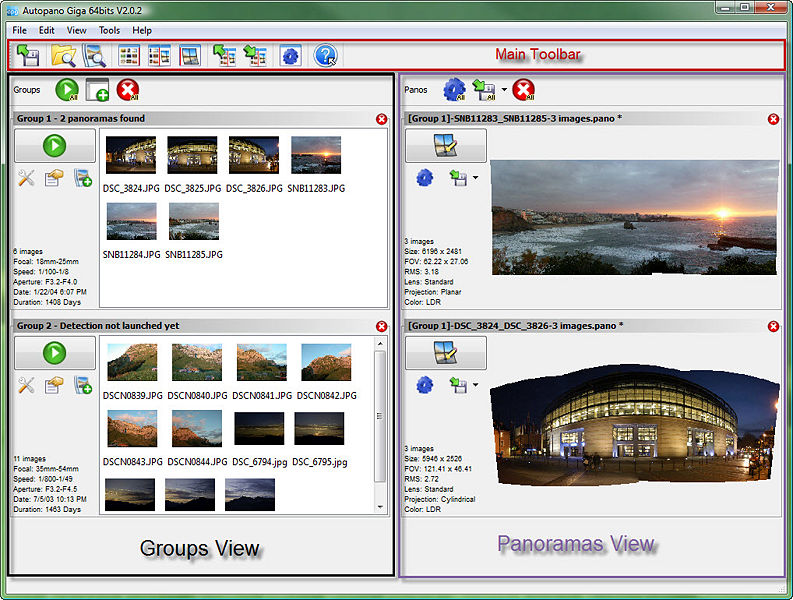 Autopano Giga 64bits V2.0.2
File Edit View Tools Help
Main Toolbar
Groups
All
All
Panos
All
All
All
Group 1 - 2 panoramas found
DSC_3824.JPG DSC_3825.JPG DSC_3826.JPG SNB11283.JPG
SNB11284.JPG SNB11285.JPG
6 images
Focal: 18mm-25mm
Speed: 1/100-1/8
Aperture: F3.2-F4.0
Date: 1/22/04 6:07 PM
Duration: 1408 Days
Group 2 - Detection not launched yet
DSCN0839.JPG DSCN0840.JPG DSCN0841.JPG DSCN0842.JPG
DSCN0843.JPG DSCN0844.JPG DSC_6794.jpg DSC_6795.jpg
11 images
Focal: 35mm-54mm
Speed: 1/800-1/49
Aperture: F3.2-F4.5
Date: 7/5/03 10:13 PM
Duration: 1463 Days
Groups View
[Group 1]-SNB11283_SNB11285-3 images.pano *
3 images
Size: 6196 x 2481
FOV: 62.22 x 27.06
RMS: 3.18
Lens: Standard
Projection: Planar
Color: LDR
[Group 1]-DSC_3824_DSC_3826-3 images.pano *
3 images
Size: 5946 x 2526
FOV: 121.41 x 46.41
RMS: 2.72
Lens: Standard
Projection: Cylindrical
Color: LDR
Panoramas View